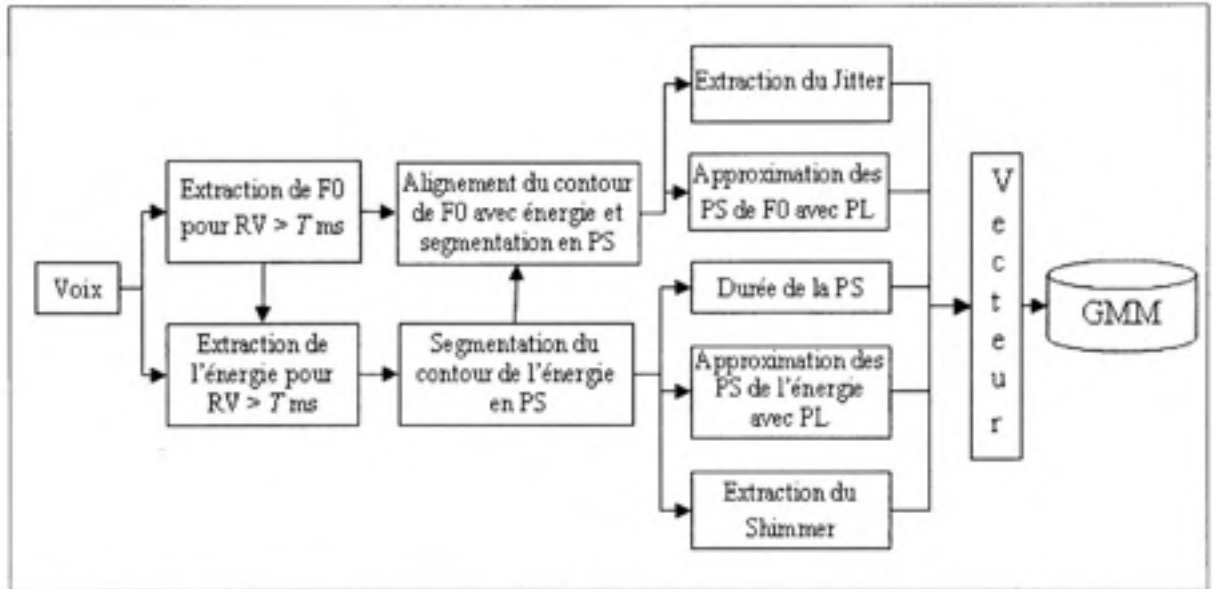 Voix
Extraction de F0
pour RV > T ms
Extraction de
l'énergie pour
RV > T ms
Alignement du contour
de F0 avec énergie et
segmentation en PS
Segmentation du
contour de l'énergie
en PS
Extraction du Jitter
Approximation des
PS de F0 avec PL
Durée de la PS
Approximation des
PS de l'énergie
avec PL
Extraction du
Shimmer
V
e
c
t
e
u
r
GMM